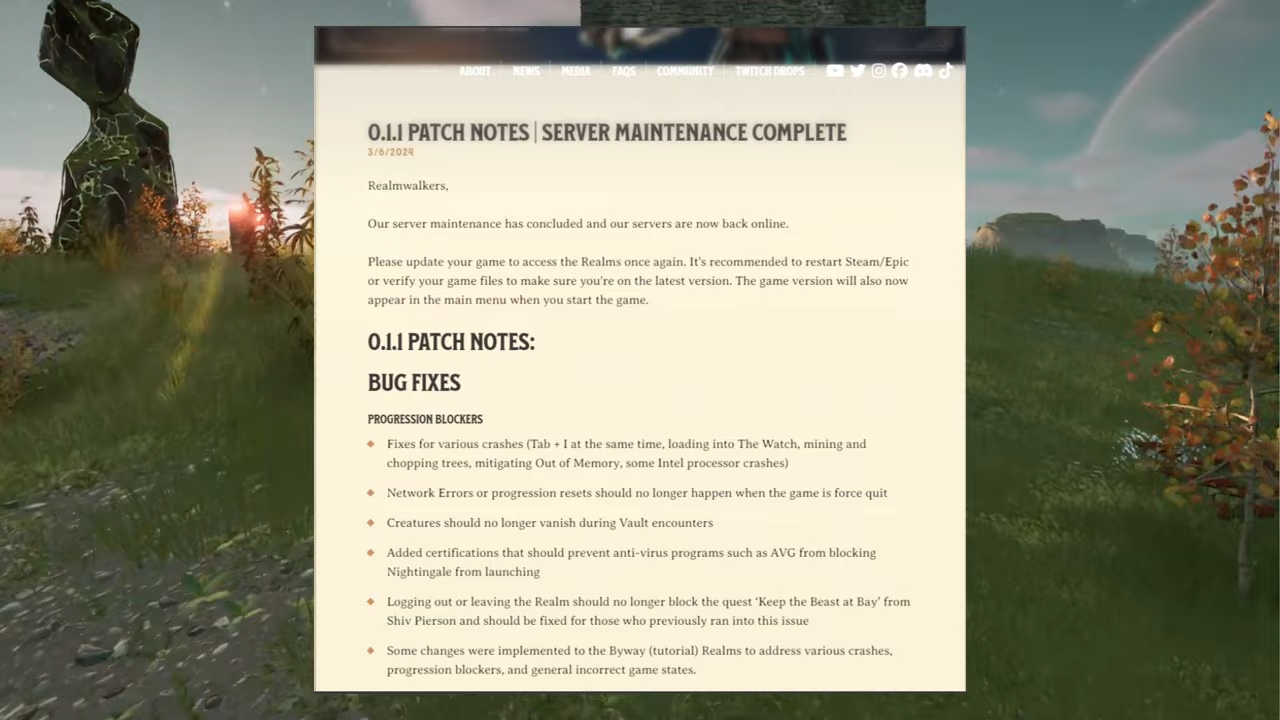 ABOUT NEWS MEDIA FAQS COMMUNITY TWITCH DROPS
0.1.1 PATCH NOTES | SERVER MAINTENANCE COMPLETE
3/6/2024
Realmwalkers,
Our server maintenance has concluded and our servers are now back online.
Please update your game to access the Realms once again. It's recommended to restart Steam/Epic
or verify your game files to make sure you're on the latest version. The game version will also now
appear in the main menu when you start the game.
0.1.1 PATCH NOTES:
BUG FIXES
PROGRESSION BLOCKERS
Fixes for various crashes (Tab + I at the same time, loading into The Watch, mining and
chopping trees, mitigating Out of Memory, some Intel processor crashes)
Network Errors or progression resets should no longer happen when the game is force quit
Creatures should no longer vanish during Vault encounters
Added certifications that should prevent anti-virus programs such as AVG from blocking
Nightingale from launching
Logging out or leaving the Realm should no longer block the quest ‘Keep the Beast at Bay’ from
Shiv Pierson and should be fixed for those who previously ran into this issue
Some changes were implemented to the Byway (tutorial) Realms to address various crashes,
progression blockers, and general incorrect game states.